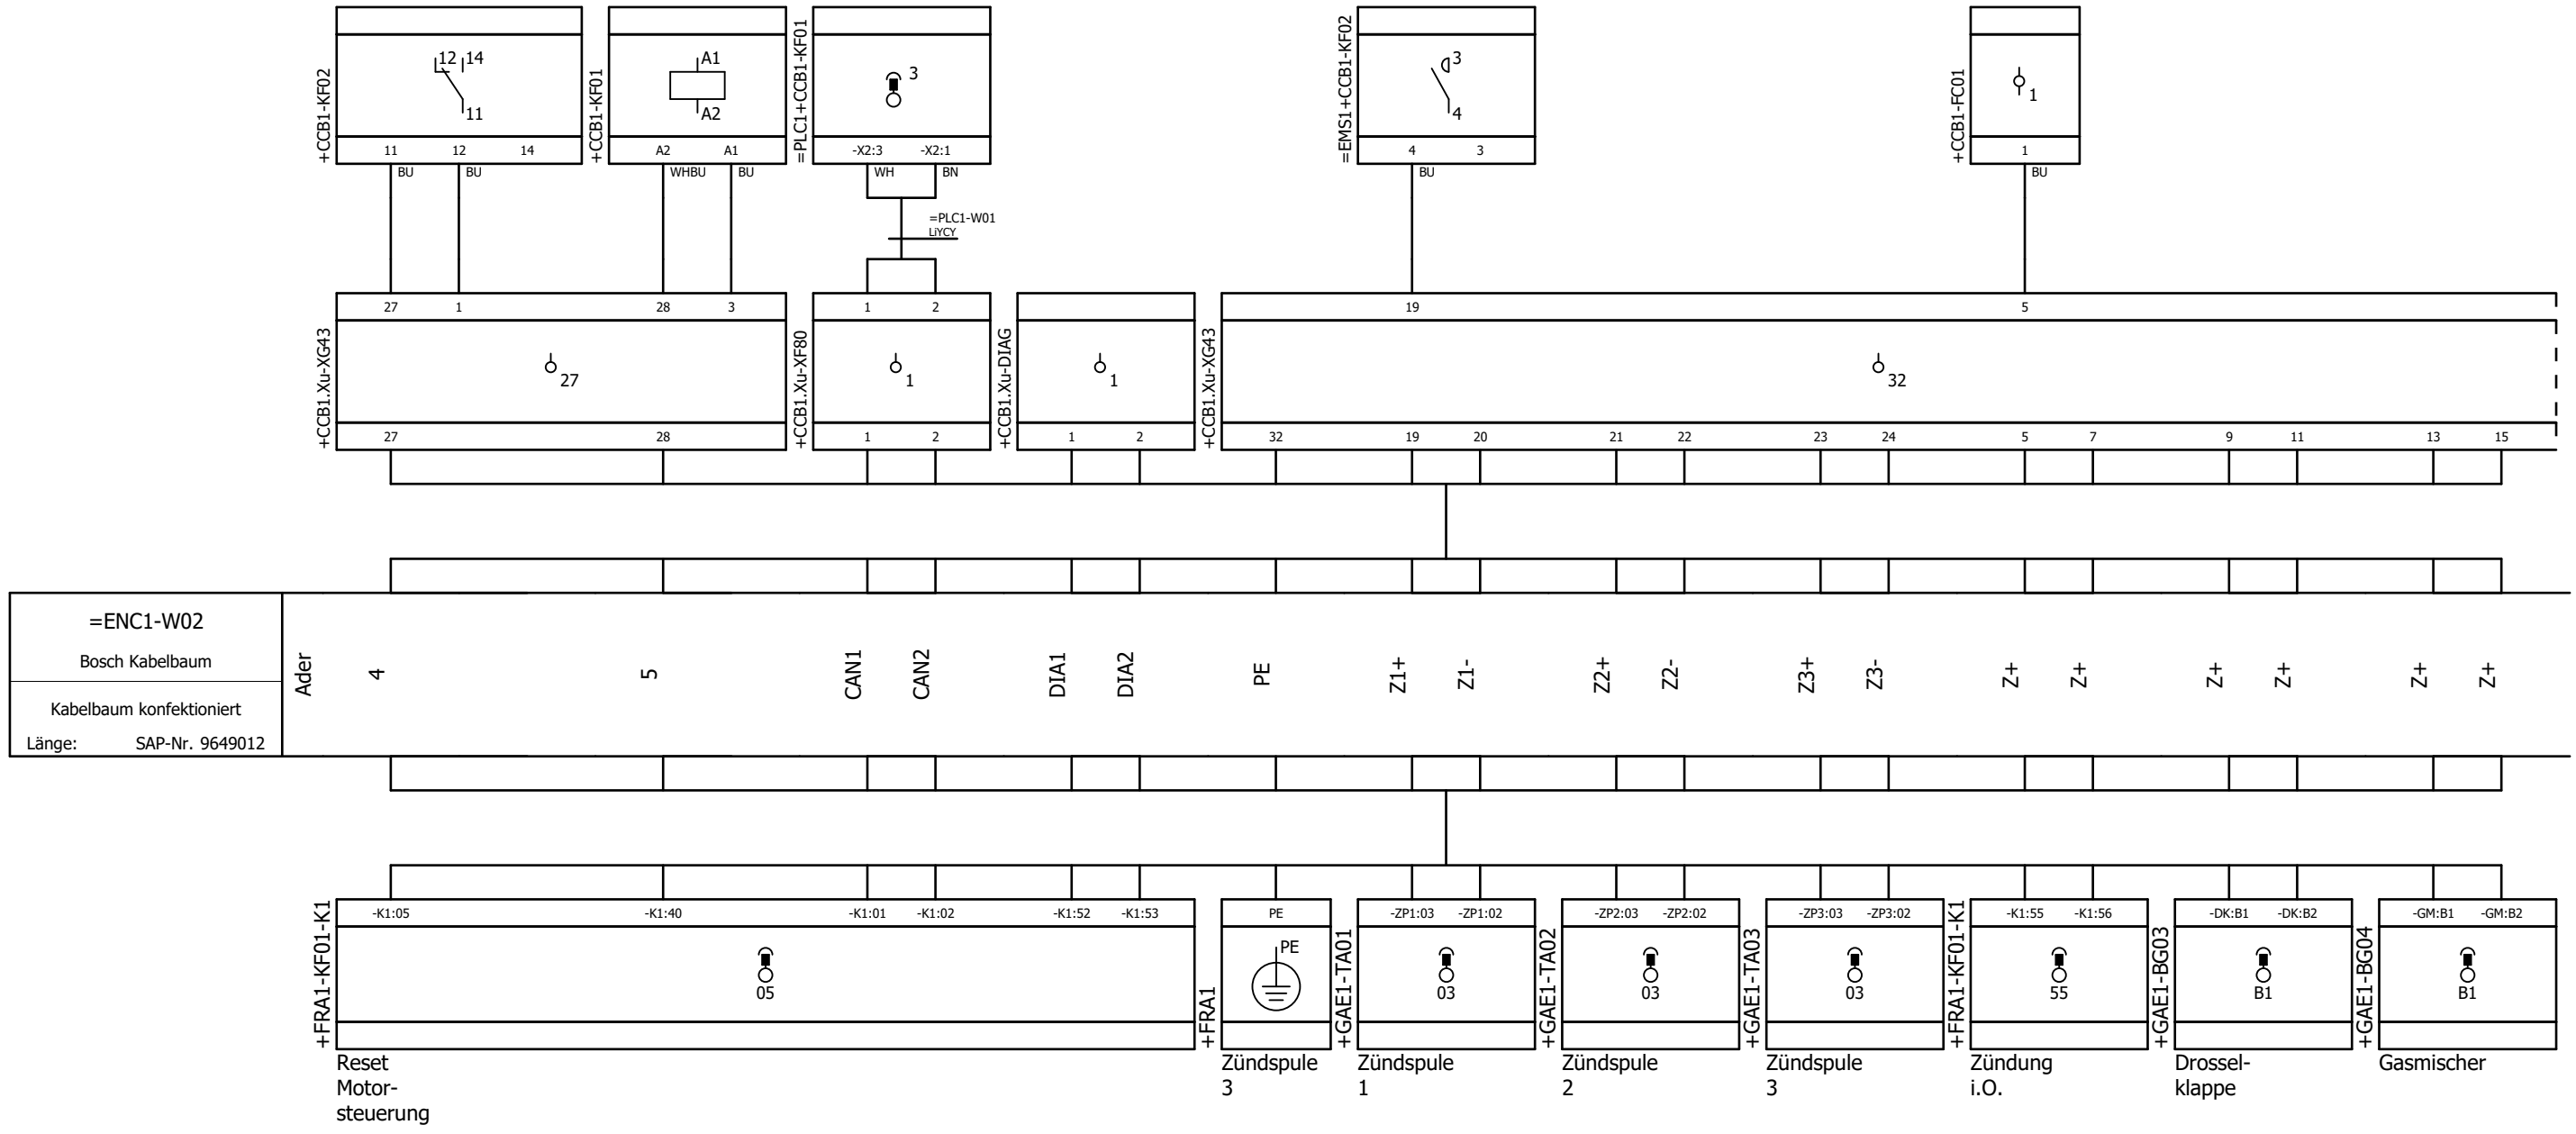 +CCB1-KF02
12 14
11
11 12 14
BU BU
+CCB1-KF01
A1
A2
A2 A1
WHBU BU
=PLC1+CCB1-KF01
3
-X2:3 -X2:1
WH BN
=PLC1-W01
LiYCY
=EMS1+CCB1-KF02
3
4
4 3
BU
+CCB1-FC01
1
1
BU
+CCB1.Xu-XG43
27 1 28 3
27
27 28
+CCB1.Xu-XF80
1 2
1
1 2
+CCB1.Xu-DIAG
1
1 2
+CCB1.Xu-XG43
19 5
32
32 19 20 21 22 23 24 5 7 9 11 13 15
=ENC1-W02
Bosch Kabelbaum
Kabelbaum konfektioniert
Länge: SAP-Nr. 9649012
Ader
4 5 CAN1 CAN2 DIA1 DIA2 PE Z1+ Z1- Z2+ Z2- Z3+ Z3- Z+ Z+ Z+ Z+ Z+ Z+
+FRA1-KF01-K1
-K1:05 -K1:40 -K1:01 -K1:02 -K1:52 -K1:53
05
Reset
Motor-
steuerung
+FRA1
PE
PE
Zündspule
3
+GAE1-TA01
-ZP1:03 -ZP1:02
03
Zündspule
1
+GAE1-TA02
-ZP2:03 -ZP2:02
03
Zündspule
2
+GAE1-TA03
-ZP3:03 -ZP3:02
03
Zündspule
3
+FRA1-KF01-K1
-K1:55 -K1:56
55
Zündung
i.O.
+GAE1-BG03
-DK:B1 -DK:B2
B1
Drossel-
klappe
+GAE1-BG04
-GM:B1 -GM:B2
B1
Gasmischer